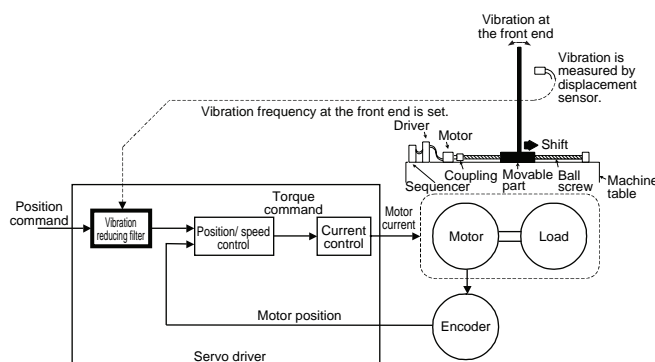 Vibration at
the front end
Vibration is
measured by
displacement
sensor.
Vibration frequency at the front end is set.
Driver
Motor
Shift
Sequencer
Coupling
Movable
part
Ball
screw
Machine
table
Position
command
Vibration
reducing filter
Position/ speed
control
Torque
command
Current
control
Motor
current
Motor
Load
Motor position
Encoder
Servo driver